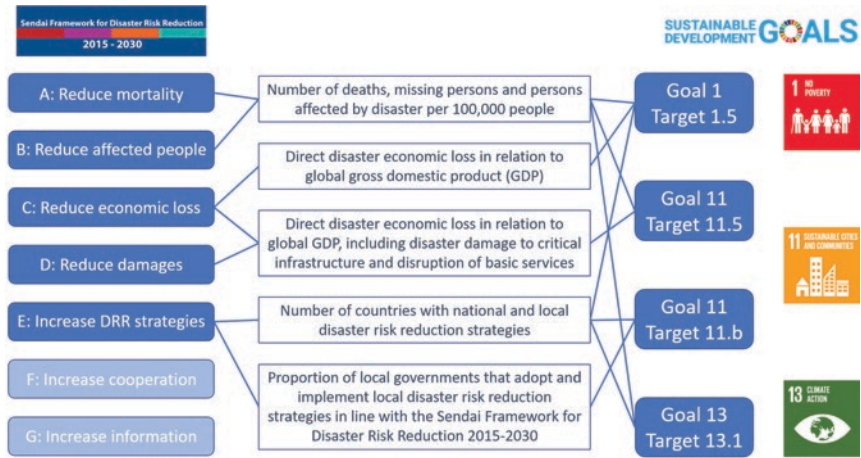 Sendai Framework for Disaster Risk Reduction
2015 - 2030
SUSTAINABLE
DEVELOPMENT GOALS
A: Reduce mortality
B: Reduce affected people
C: Reduce economic loss
D: Reduce damages
E: Increase DRR strategies
F: Increase cooperation
G: Increase information
Number of deaths, missing persons and persons
affected by disaster per 100,000 people
Direct disaster economic loss in relation to
global gross domestic product (GDP)
Direct disaster economic loss in relation to
global GDP, including disaster damage to critical
infrastructure and disruption of basic services
Number of countries with national and local
disaster risk reduction strategies
Proportion of local governments that adopt and
implement local disaster risk reduction
strategies in line with the Sendai Framework for
Disaster Risk Reduction 2015-2030
Goal 1
Target 1.5
Goal 11
Target 11.5
Goal 11
Target 11.b
Goal 13
Target 13.1
1 NO
POVERTY
11 SUSTAINABLE CITIES
AND COMMUNITIES
13 CLIMATE
ACTION